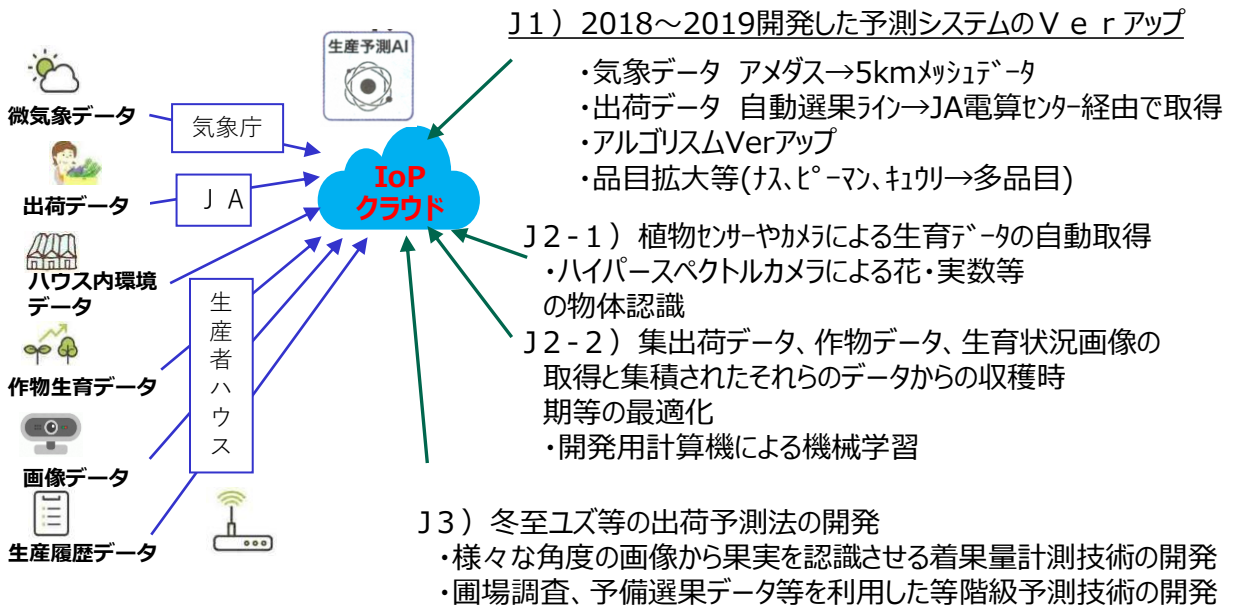 生産予測AI
微気象データ
気象庁
出荷データ
JA
ハウス内環境
データ
生産者ハウス
作物生育データ
画像データ
生産履歴データ
IoP
クラウド
J1)2018~2019開発した予測システムのVerアップ
・気象データ アメダス→5kmメッシュデータ
・出荷データ 自動選果ライン→JA電算センター経由で取得
・アルゴリスムVerアップ
・品目拡大等(ナス、ピーマン、キュウリ→多品目)
J2-1)植物センサーやカメラによる生育データの自動取得
・ハイパースペクトルカメラによる花・実数等
の物体認識
J2-2)集出荷データ、作物データ、生育状況画像の
取得と集積されたそれらのデータからの収穫時
期等の最適化
・開発用計算機による機械学習
J3)冬至ユズ等の出荷予測法の開発
・様々な角度の画像から果実を認識させる着果量計測技術の開発
・圃場調査、予備選果データ等を利用した等階級予測技術の開発